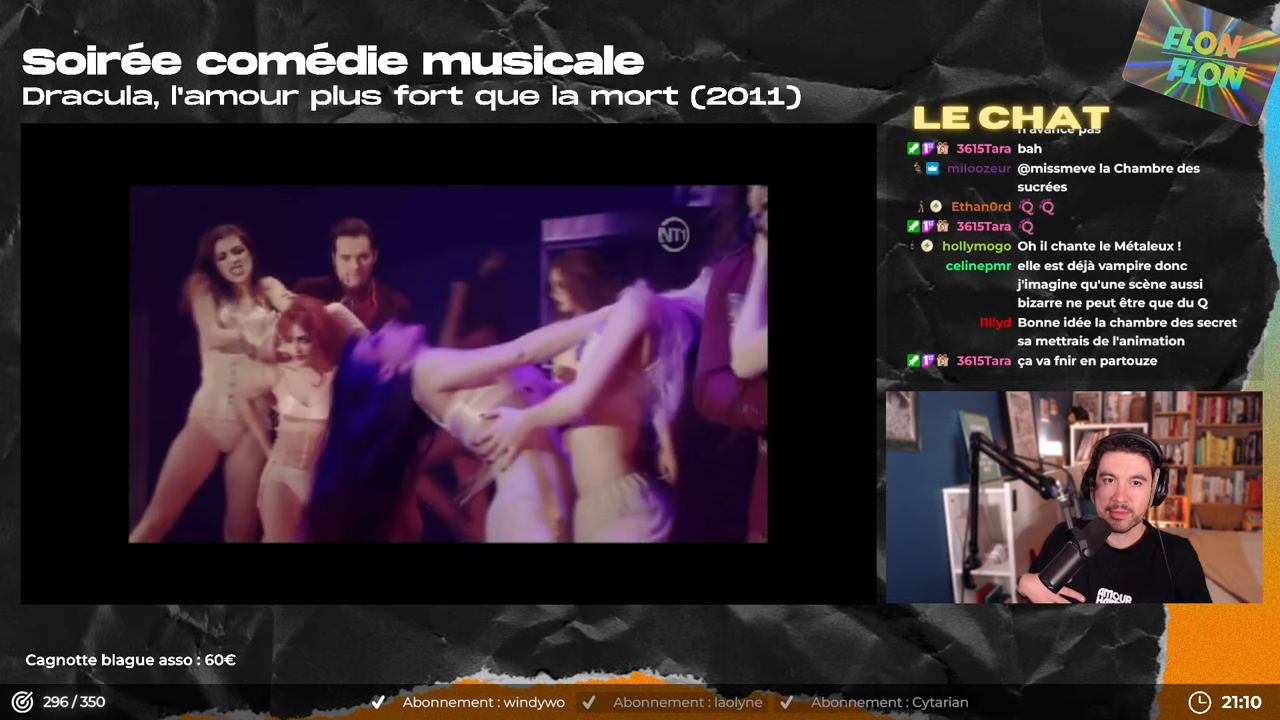 Soirée comédie musicale
Dracula, l'amour plus fort que la mort (2011)
FLON
FLON
LE CHAT
n'avance pas
3615Tara bah
miloozeur @missmeve la Chambre des
sucrées
Ethan0rd
3615Tara
hollymogo Oh il chante le Métaleux !
celinepmr elle est déjà vampire donc
j'imagine qu'une scène aussi
bizarre ne peut être que du Q
Bonne idée la chambre des secret
sa mettrais de l'animation
3615Tara ça va fnir en partouze
NT1
AMOUR
Cagnotte blague asso : 60€
296 / 350
Abonnement : windywo
Abonnement : laolyne
Abonnement : Cytarian
21:10